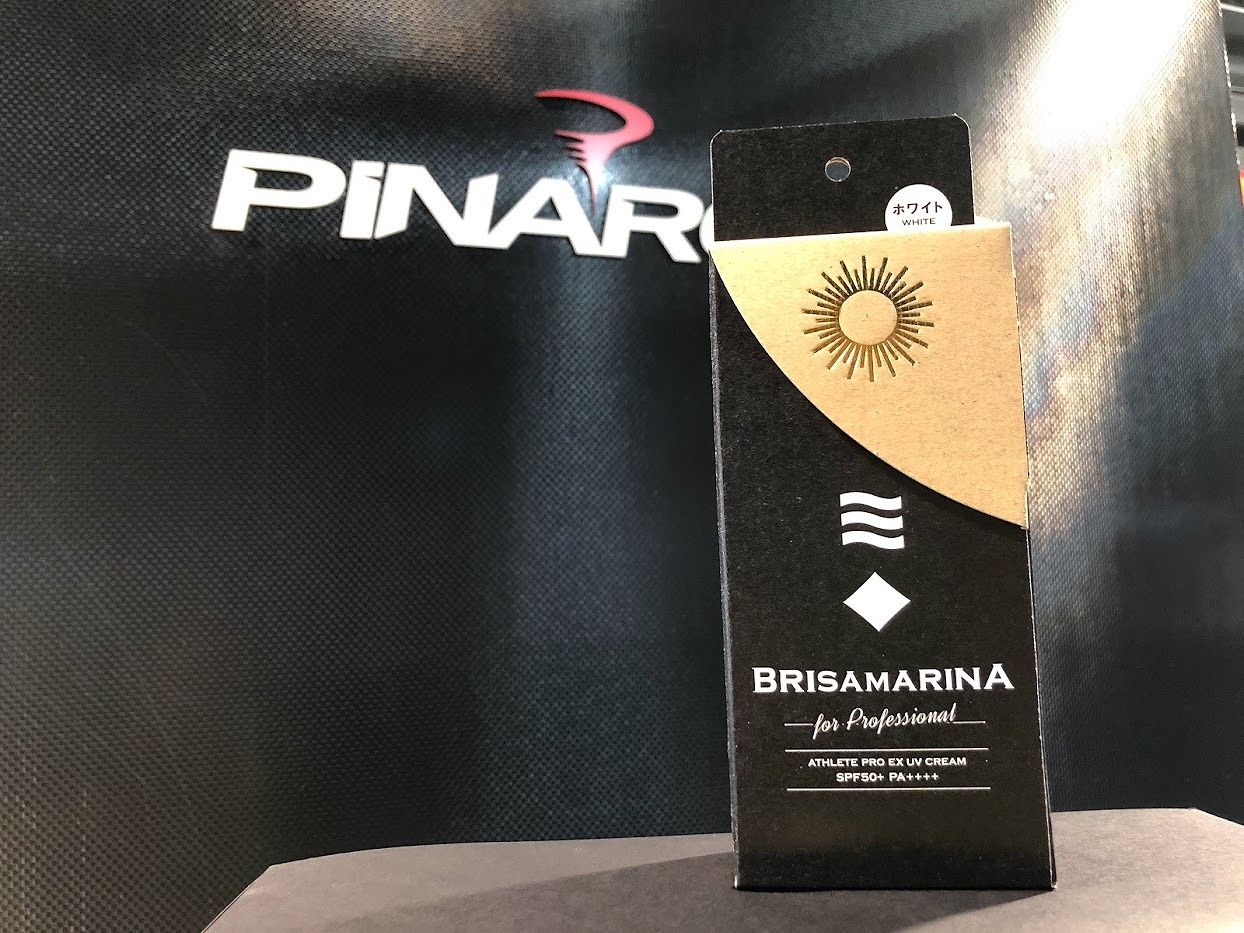 PiNAR
ホワイト
WHITE
BRISAMARINA
for Professional
ATHLETE PRO EX UV CREAM
SPF50+ PA++++